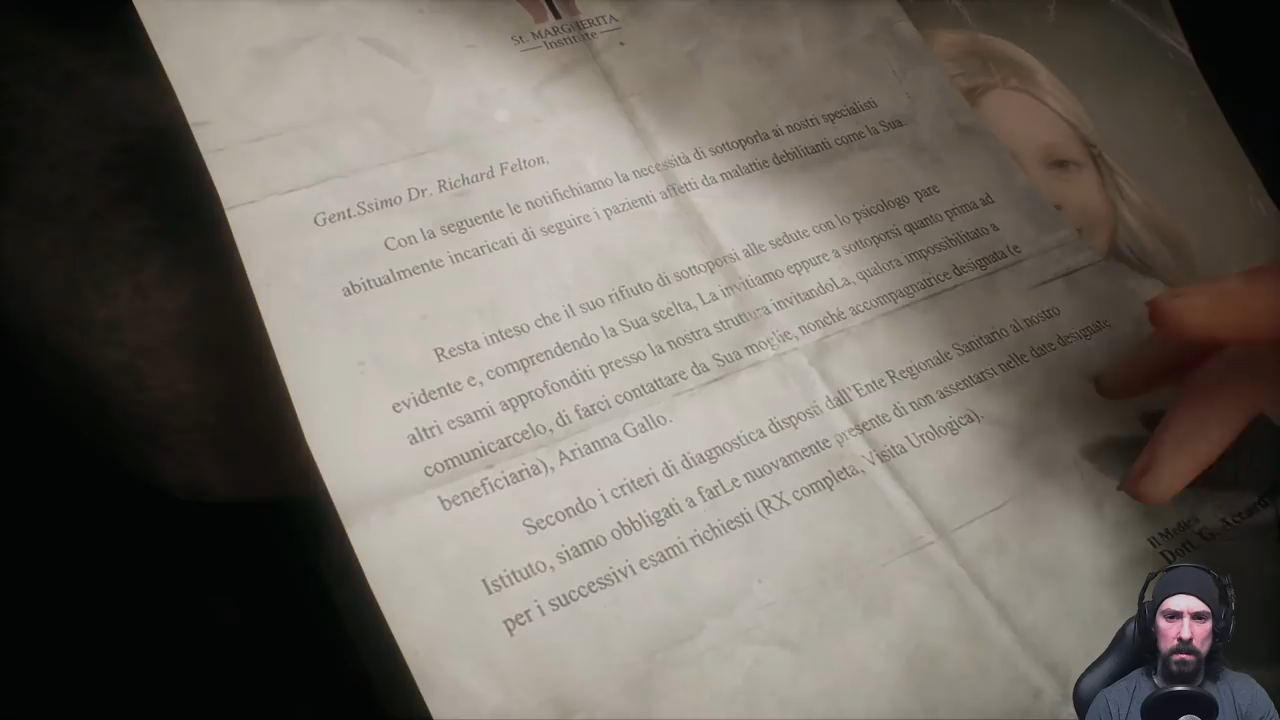 St. MARGHERITA
Institute
Gent.Ssimo Dr. Richard Felton,
Con la seguente le notifichiamo la necessità di sottoporla ai nostri specialisti
abitualmente incaricati di seguire i pazienti affetti da malattie debilitanti come la Sua.
Resta inteso che il suo rifiuto di sottoporsi alle sedute con lo psicologo pare
evidente e, comprendendo la Sua scelta, La invitiamo eppure a sottoporsi quanto prima ad
altri esami approfonditi presso la nostra struttura invitandoLa, qualora impossibilitato a
comunicarcelo, di farci contattare da Sua moglie, nonché accompagnatrice designata (e
beneficiaria), Arianna Gallo.
Secondo i criteri di diagnostica disposti dall'Ente Regionale Sanitario al nostro
Istituto, siamo obbligati a farLe nuovamente presente di non assentarsi nelle date designate
per i successivi esami richiesti (RX completa, Visita Urologica).
Il Medico
Dott. G.